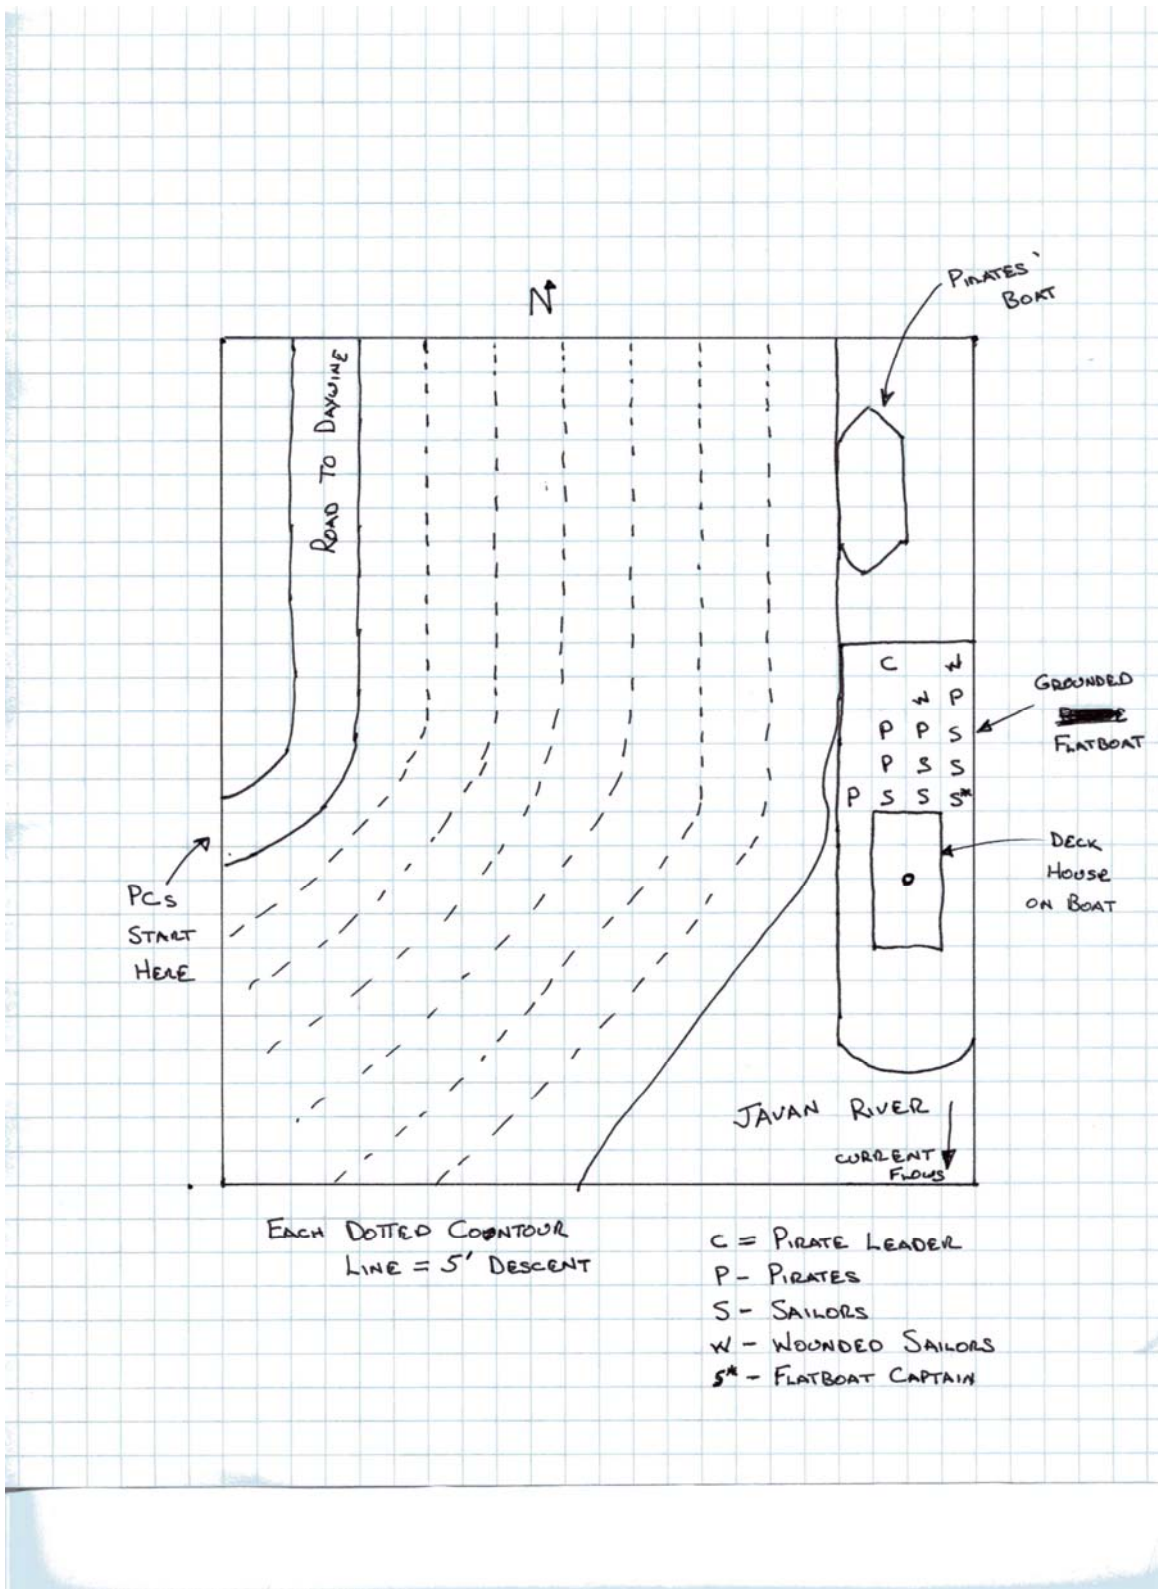 PIRATES'
BOAT
N
ROAD TO DAYWINE
C W
W P
P P S
P S S
P S S S*
GROUNDED
FLATBOAT
DECK
HOUSE
ON BOAT
PCS
START
HERE
JAVAN RIVER
CURRENT
FLOWS
EACH DOTTED CONTOUR
LINE = 5' DESCENT
C = PIRATE LEADER
P - PIRATES
S - SAILORS
W - WOUNDED SAILORS
S* - FLATBOAT CAPTAIN